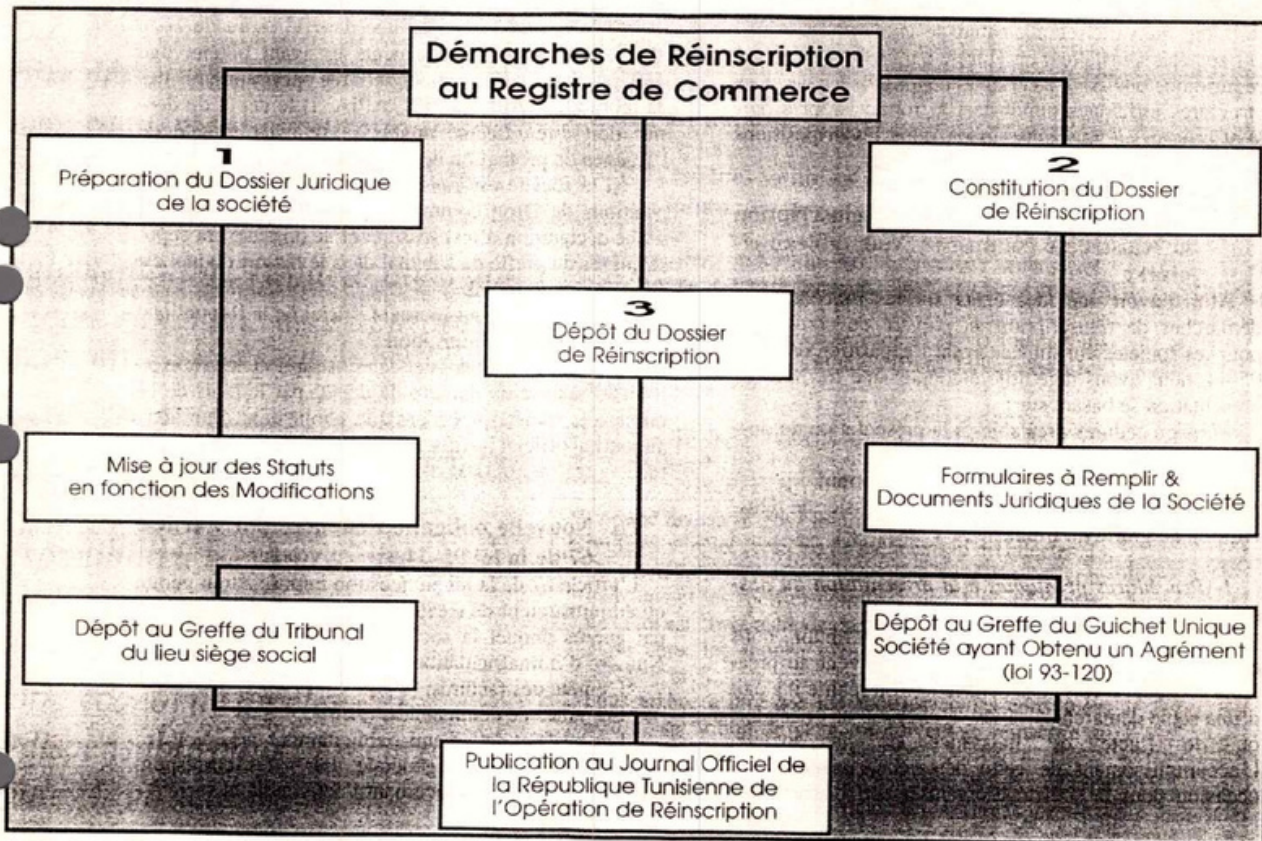 Démarches de Réinscription
au Registre de Commerce
1
Préparation du Dossier Juridique
de la société
2
Constitution du Dossier
de Réinscription
3
Dépôt du Dossier
de Réinscription
Mise à jour des Statuts
en fonction des Modifications
Formulaires à Remplir &
Documents Juridiques de la Société
Dépôt au Greffe du Tribunal
du lieu siège social
Dépôt au Greffe du Guichet Unique
Société ayant Obtenu un Agrément
(loi 93-120)
Publication au Journal Officiel de
la République Tunisienne de
l'Opération de Réinscription